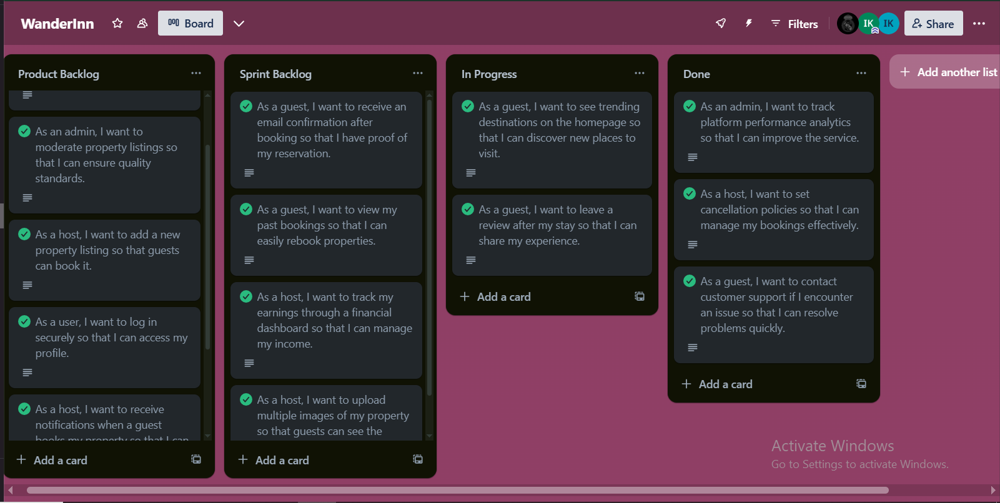 WanderInn
Board
Filters
IK
IK
Share
Product Backlog
As an admin, I want to
moderate property listings so
that I can ensure quality
standards.
As a host, I want to add a new
property listing so that guests
can book it.
As a user, I want to log in
securely so that I can access my
profile.
As a host, I want to receive
notifications when a guest
books my property so that I can
Add a card
Sprint Backlog
As a guest, I want to receive an
email confirmation after
booking so that I have proof of
my reservation.
As a guest, I want to view my
past bookings so that I can
easily rebook properties.
As a host, I want to track my
earnings through a financial
dashboard so that I can manage
my income.
As a host, I want to upload
multiple images of my property
so that guests can see the
Add a card
In Progress
As a guest, I want to see trending
destinations on the homepage so
that I can discover new places to
visit.
As a guest, I want to leave a
review after my stay so that I can
share my experience.
Add a card
Done
As an admin, I want to track
platform performance analytics
so that I can improve the service.
As a host, I want to set
cancellation policies so that I can
manage my bookings effectively.
As a guest, I want to contact
customer support if I encounter
an issue so that I can resolve
problems quickly.
Add a card
Add another list
Activate Windows
Go to Settings to activate Windows.